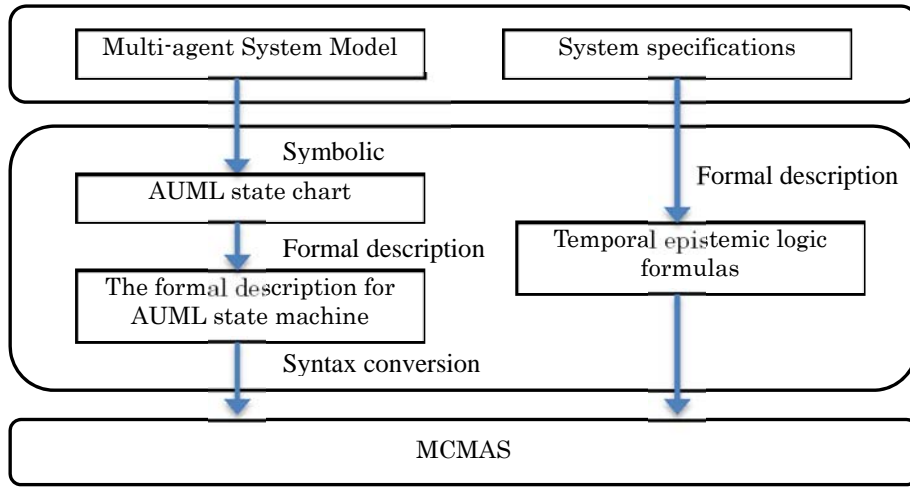 Multi-agent System Model
System specifications
Symbolic
AUML state chart
Formal description
Formal description
The formal description for
AUML state machine
Temporal epistemic logic
formulas
Syntax conversion
MCMAS